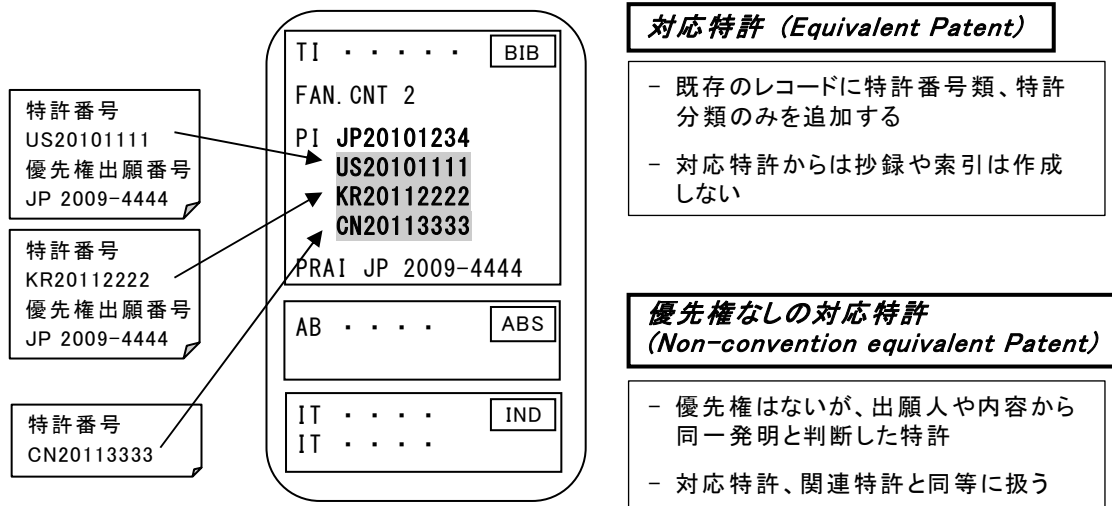 特許番号
US20101111
優先権出願番号
JP 2009-4444
特許番号
KR20112222
優先権出願番号
JP 2009-4444
特許番号
CN20113333
TI ・・・・・ BIB
FAN.CNT 2
PI JP20101234
US20101111
KR20112222
CN20113333
PRAI JP 2009-4444
AB ・・・・ ABS
IT ・・・・ IND
IT ・・・・
対応特許 (Equivalent Patent)
- 既存のレコードに特許番号類、特許
分類のみを追加する
- 対応特許からは抄録や索引は作成
しない
優先権なしの対応特許
(Non-convention equivalent Patent)
- 優先権はないが、出願人や内容から
同一発明と判断した特許
- 対応特許、関連特許と同等に扱う